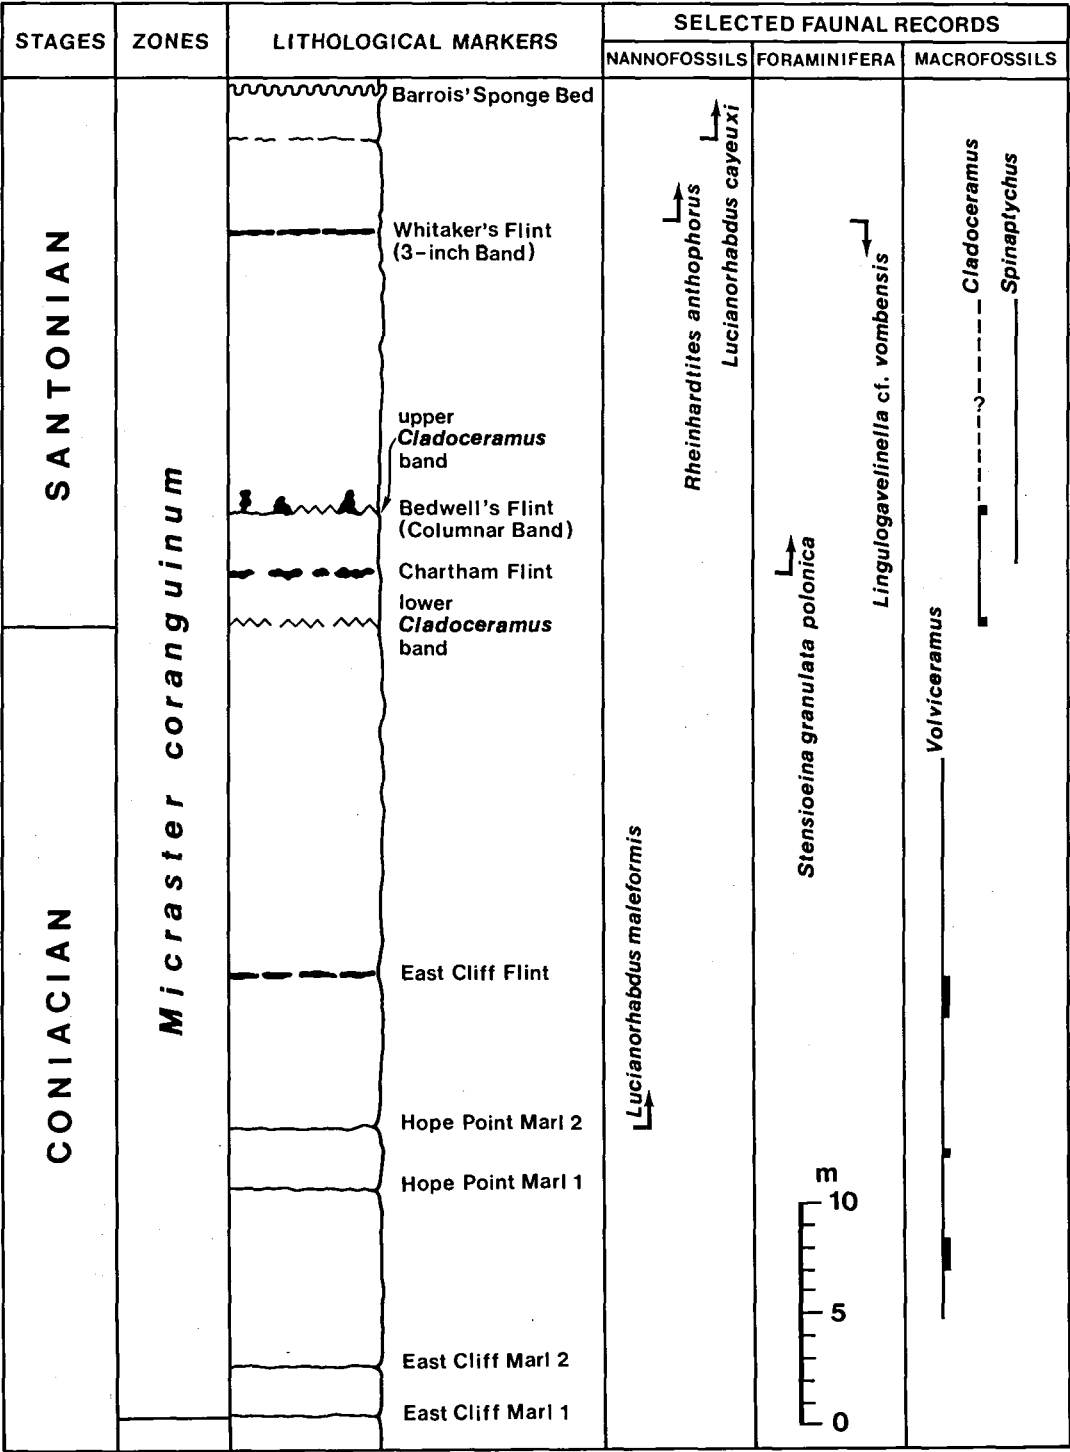 STAGES
ZONES
LITHOLOGICAL MARKERS
SELECTED FAUNAL RECORDS
NANNOFOSSILS
FORAMINIFERA
MACROFOSSILS
SANTONIAN
CONIACIAN
Micraster coranguinum
Barrois' Sponge Bed
Whitaker's Flint
(3-inch Band)
upper
Cladoceramus
band
Bedwell's Flint
(Columnar Band)
Chartham Flint
lower
Cladoceramus
band
East Cliff Flint
Hope Point Marl 2
Hope Point Marl 1
East Cliff Marl 2
East Cliff Marl 1
Lucianorhabdus maleformis
Rheinhardtites anthophorus
Lucianorhabdus cayeuxi
Stensioeina granulata polonica
Lingulogavelinella cf. vombensis
Volviceramus
Cladoceramus
?
Spinaptychus
m
10
5
0